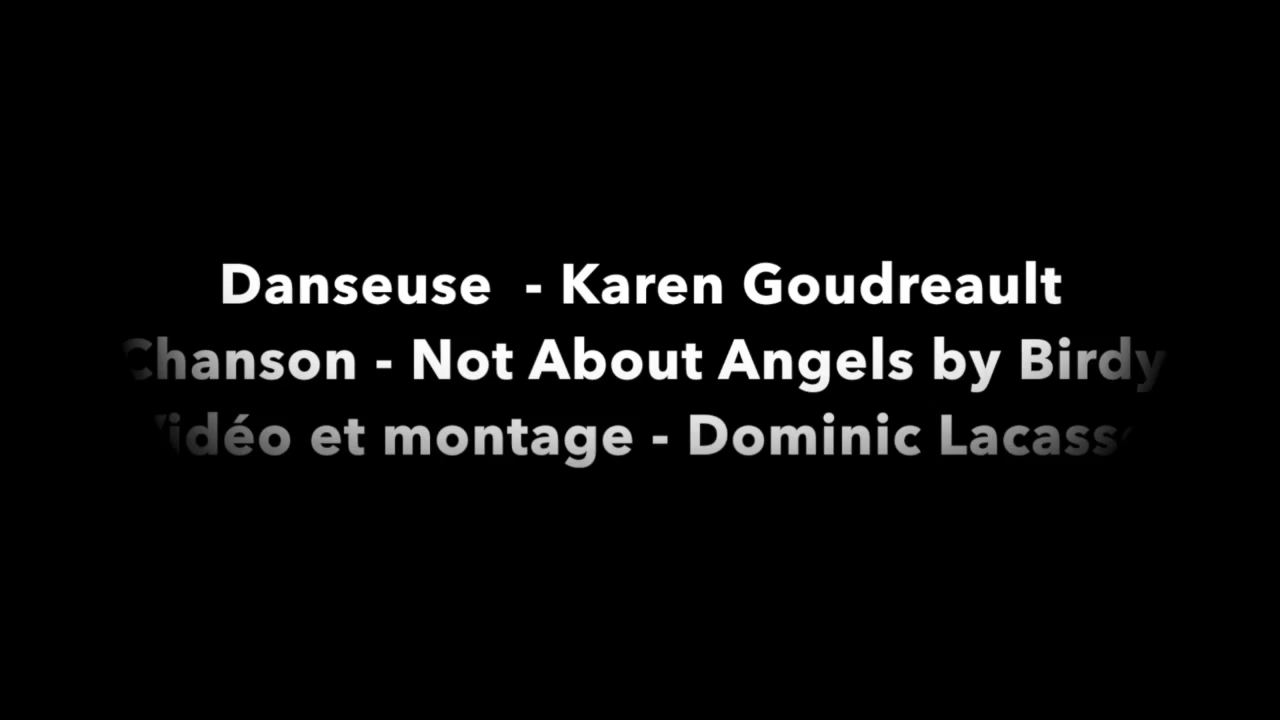 Danseuse - Karen Goudreault
Chanson - Not About Angels by Birdy
Vidéo et montage - Dominic Lacasse